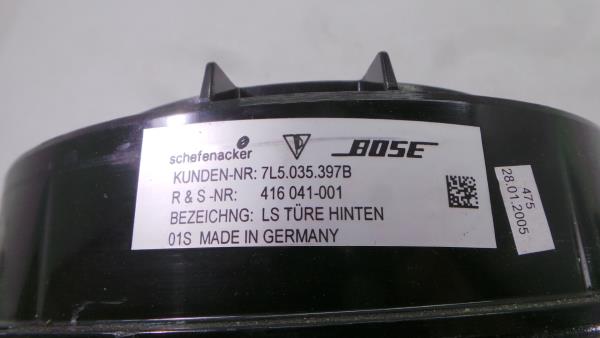 schefenacker BOSE
KUNDEN-NR: 7L5.035.397B
R & S -NR: 416 041-001
BEZEICHNG: LS TÜRE HINTEN
01S MADE IN GERMANY
475
28.01.2005